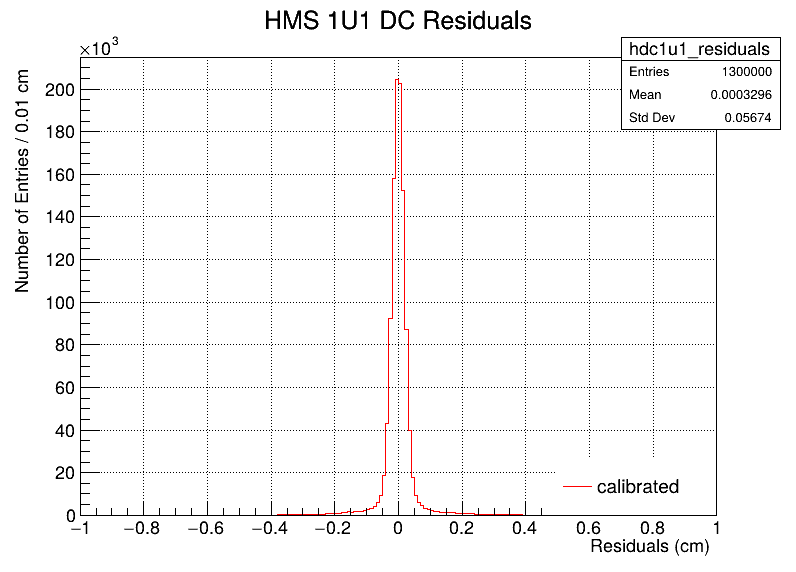 HMS 1U1 DC Residuals
×10³
hdc1u1_residuals
Entries 1300000
Mean 0.0003296
Std Dev 0.05674
Number of Entries / 0.01 cm
200
180
160
140
120
100
80
60
40
20
0
calibrated
−1 −0.8 −0.6 −0.4 −0.2 0 0.2 0.4 0.6 0.8 1
Residuals (cm)